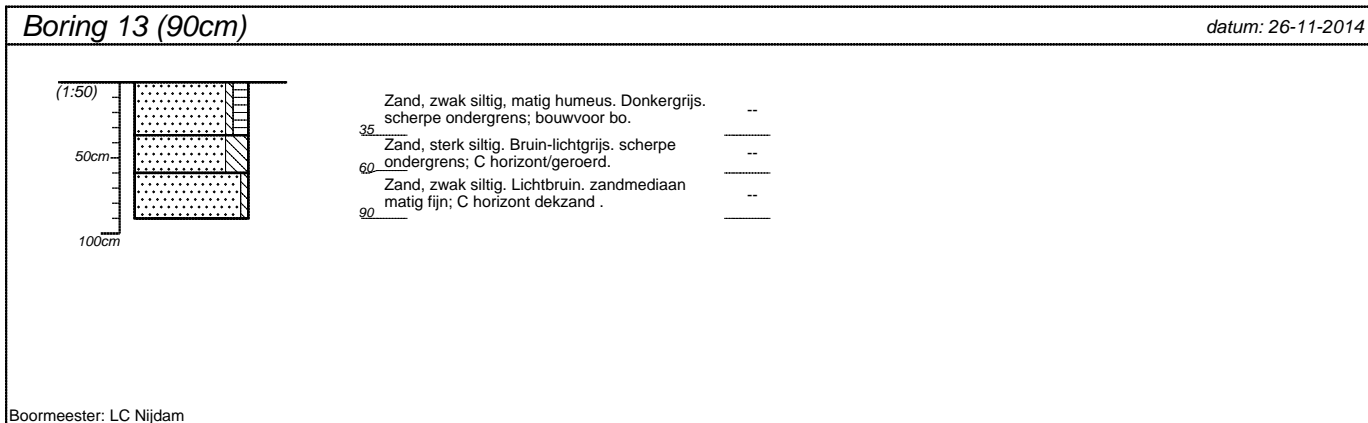 Boring 13 (90cm)
datum: 26-11-2014
(1:50)
50cm
100cm
Zand, zwak siltig, matig humeus. Donkergrijs.
scherpe ondergrens; bouwvoor bo.
--
35
Zand, sterk siltig. Bruin-lichtgrijs. scherpe
ondergrens; C horizont/geroerd.
--
60
Zand, zwak siltig. Lichtbruin. zandmediaan
matig fijn; C horizont dekzand .
--
90
Boormeester: LC Nijdam